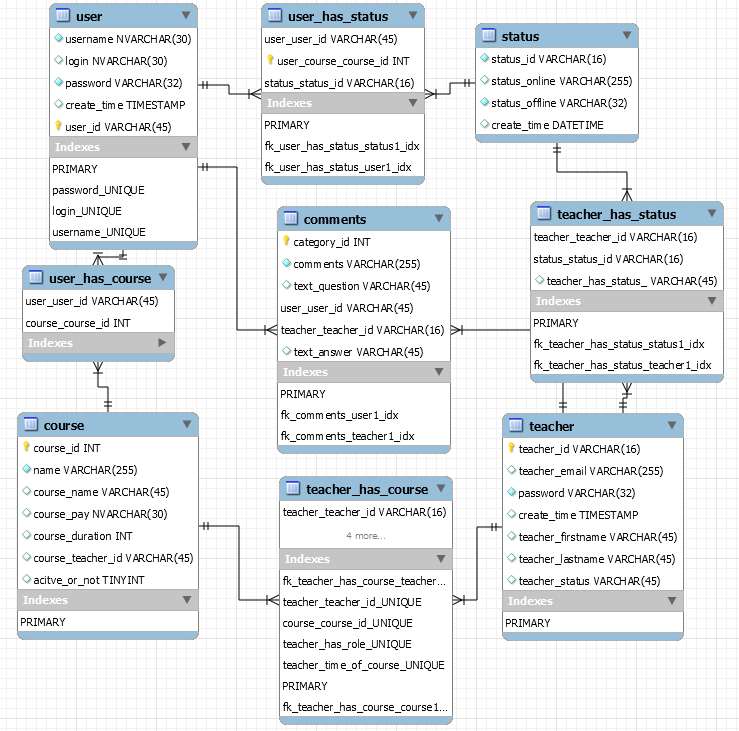 user
username NVARCHAR(30)
login NVARCHAR(30)
password VARCHAR(32)
create_time TIMESTAMP
user_id VARCHAR(45)
Indexes
PRIMARY
password_UNIQUE
login_UNIQUE
username_UNIQUE
user_has_status
user_user_id VARCHAR(45)
user_course_course_id INT
status_status_id VARCHAR(16)
Indexes
PRIMARY
fk_user_has_status_status1_idx
fk_user_has_status_user1_idx
status
status_id VARCHAR(16)
status_online VARCHAR(255)
status_offline VARCHAR(32)
create_time DATETIME
comments
category_id INT
comments VARCHAR(255)
text_question VARCHAR(45)
user_user_id VARCHAR(45)
teacher_teacher_id VARCHAR(16)
text_answer VARCHAR(45)
Indexes
PRIMARY
fk_comments_user1_idx
fk_comments_teacher1_idx
teacher_has_status
teacher_teacher_id VARCHAR(16)
status_status_id VARCHAR(16)
teacher_has_status_ VARCHAR(45)
Indexes
PRIMARY
fk_teacher_has_status_status1_idx
fk_teacher_has_status_teacher1_idx
user_has_course
user_user_id VARCHAR(45)
course_course_id INT
Indexes
course
course_id INT
name VARCHAR(255)
course_name VARCHAR(45)
course_pay NVARCHAR(30)
course_duration INT
course_teacher_id VARCHAR(45)
acitve_or_not TINYINT
Indexes
PRIMARY
teacher_has_course
teacher_teacher_id VARCHAR(16)
4 more...
Indexes
fk_teacher_has_course_teacher...
teacher_teacher_id_UNIQUE
course_course_id_UNIQUE
teacher_has_role_UNIQUE
teacher_time_of_course_UNIQUE
PRIMARY
fk_teacher_has_course_course1...
teacher
teacher_id VARCHAR(16)
teacher_email VARCHAR(255)
password VARCHAR(32)
create_time TIMESTAMP
teacher_firstname VARCHAR(45)
teacher_lastname VARCHAR(45)
teacher_status VARCHAR(45)
Indexes
PRIMARY